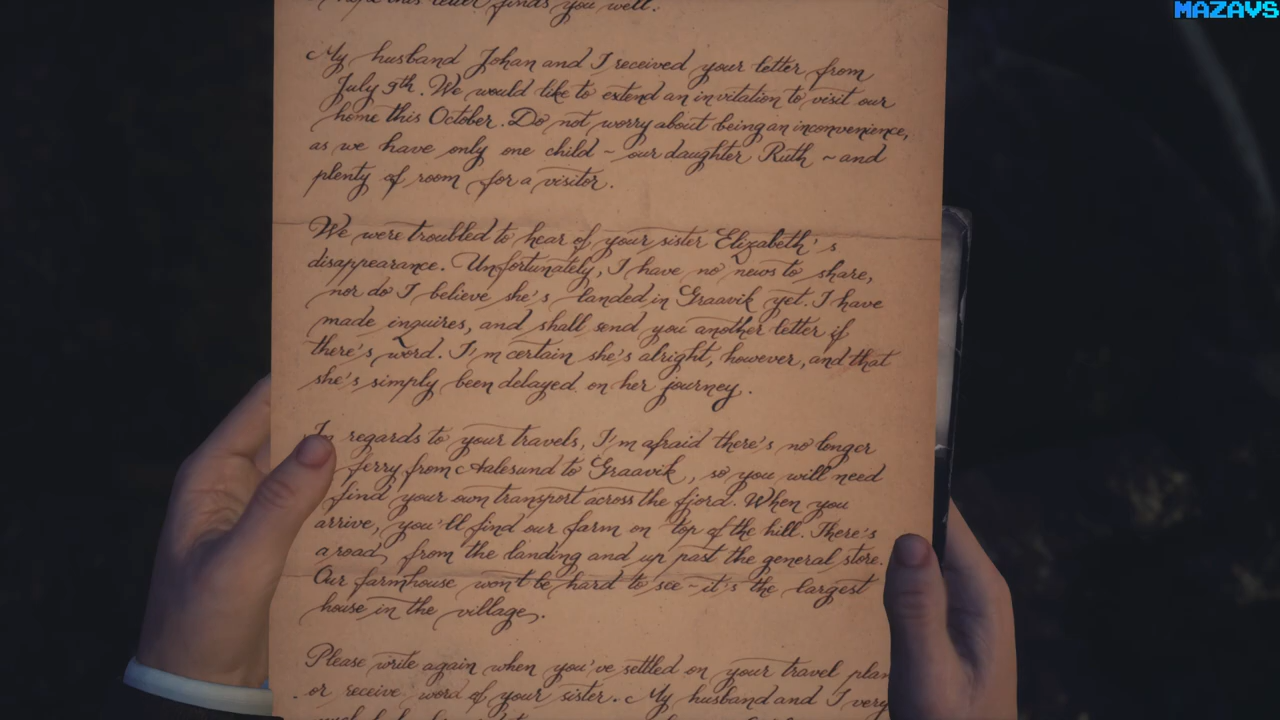 MAZAVS
hope this letter finds you well.
My husband Johan and I received your letter from
July 9th. We would like to extend an invitation to visit our
home this October. Do not worry about being an inconvenience,
as we have only one child ~ our daughter Ruth ~ and
plenty of room for a visitor.
We were troubled to hear of your sister Elizabeth's
disappearance. Unfortunately, I have no news to share,
nor do I believe she's landed in Graavik yet. I have
made inquires, and shall send you another letter if
there's word. I'm certain she's alright, however, and that
she's simply been delayed on her journey.
In regards to your travels, I'm afraid there's no longer
ferry from Aalesund to Graavik, so you will need
find your own transport across the fjord. When you
arrive, you'll find our farm on top of the hill. There's
a road from the landing and up past the general store.
Our farmhouse won't be hard to see ~ it's the largest
house in the village.
Please write again when you've settled on your travel plan
or receive word of your sister. My husband and I very